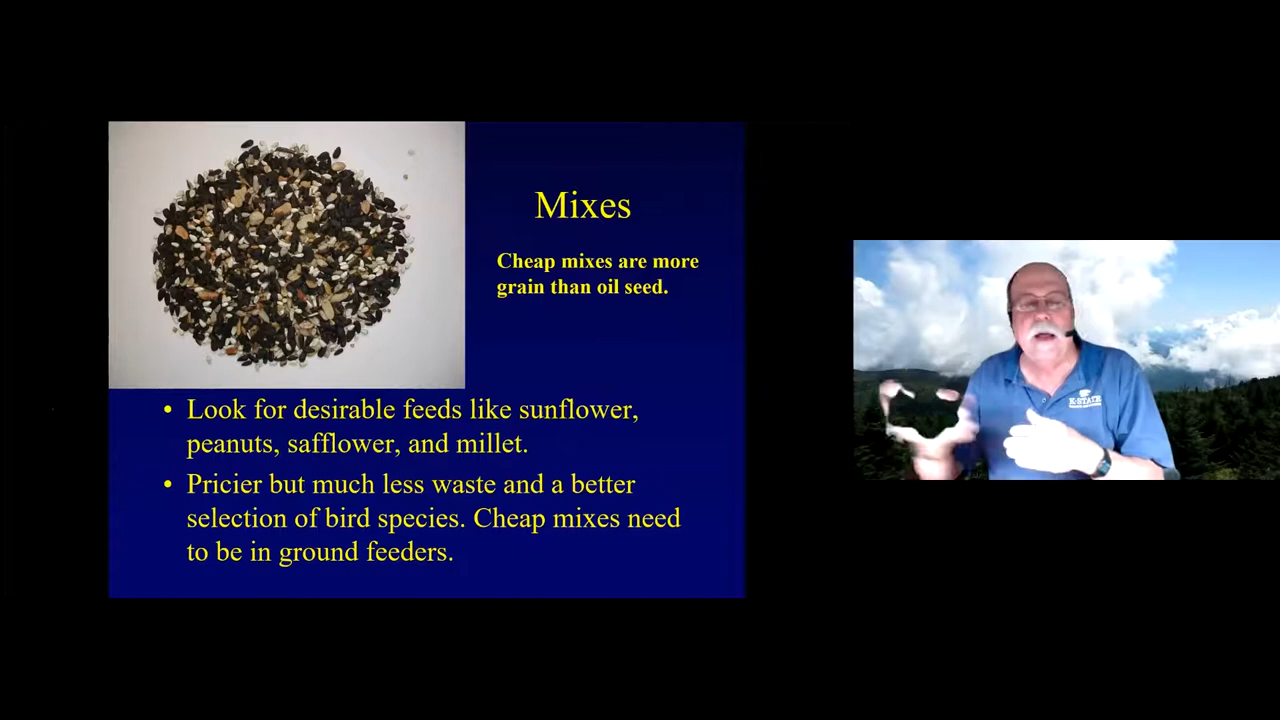 Mixes
Cheap mixes are more
grain than oil seed.
• Look for desirable feeds like sunflower,
peanuts, safflower, and millet.
• Pricier but much less waste and a better
selection of bird species. Cheap mixes need
to be in ground feeders.
K-STATE